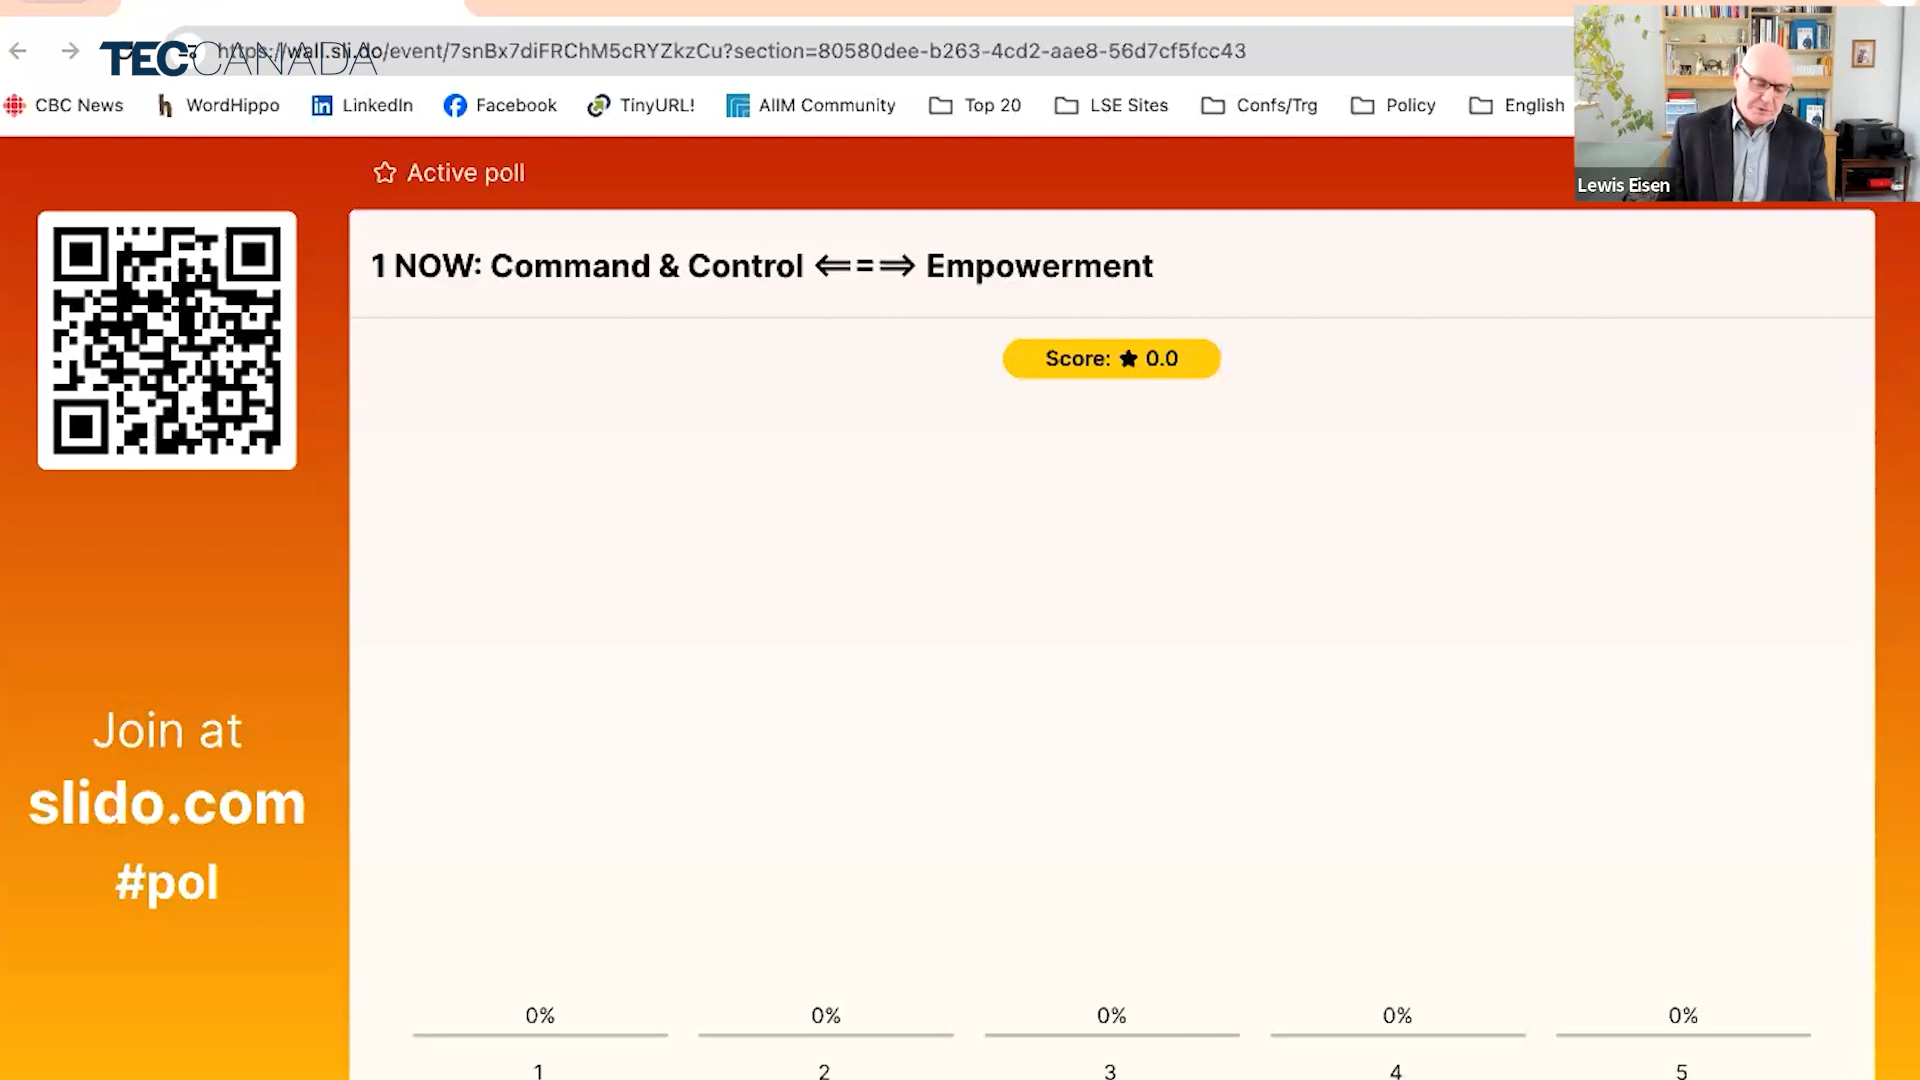 TEC CANADA
https://wall.sli.do/event/7snBx7diFRChM5cRYZkzCu?section=80580dee-b263-4cd2-aae8-56d7cf5fcc43
CBC News WordHippo LinkedIn Facebook TinyURL! AIIM Community Top 20 LSE Sites Confs/Trg Policy English
Lewis Eisen
Active poll
1 NOW: Command & Control <==> Empowerment
Score: ★ 0.0
Join at
slido.com
#pol
0% 0% 0% 0% 0%
1 2 3 4 5